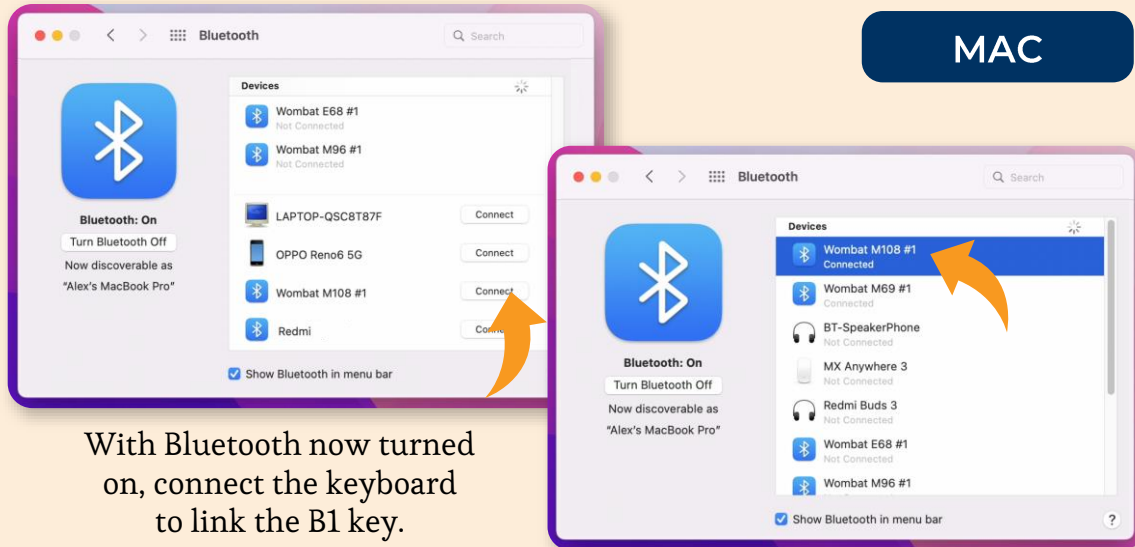 MAC
Bluetooth
Search
Devices
Wombat E68 #1
Not Connected
Wombat M96 #1
Not Connected
LAPTOP-QSC8T87F
Connect
OPPO Reno6 5G
Connect
Wombat M108 #1
Connect
Redmi
Bluetooth: On
Turn Bluetooth Off
Now discoverable as
"Alex's MacBook Pro"
Show Bluetooth in menu bar
Bluetooth
Search
Devices
Wombat M108 #1
Connected
Wombat M69 #1
Connected
BT-SpeakerPhone
Not Connected
MX Anywhere 3
Not Connected
Redmi Buds 3
Not Connected
Wombat E68 #1
Not Connected
Wombat M96 #1
Bluetooth: On
Turn Bluetooth Off
Now discoverable as
"Alex's MacBook Pro"
Show Bluetooth in menu bar
?
With Bluetooth now turned
on, connect the keyboard
to link the B1 key.